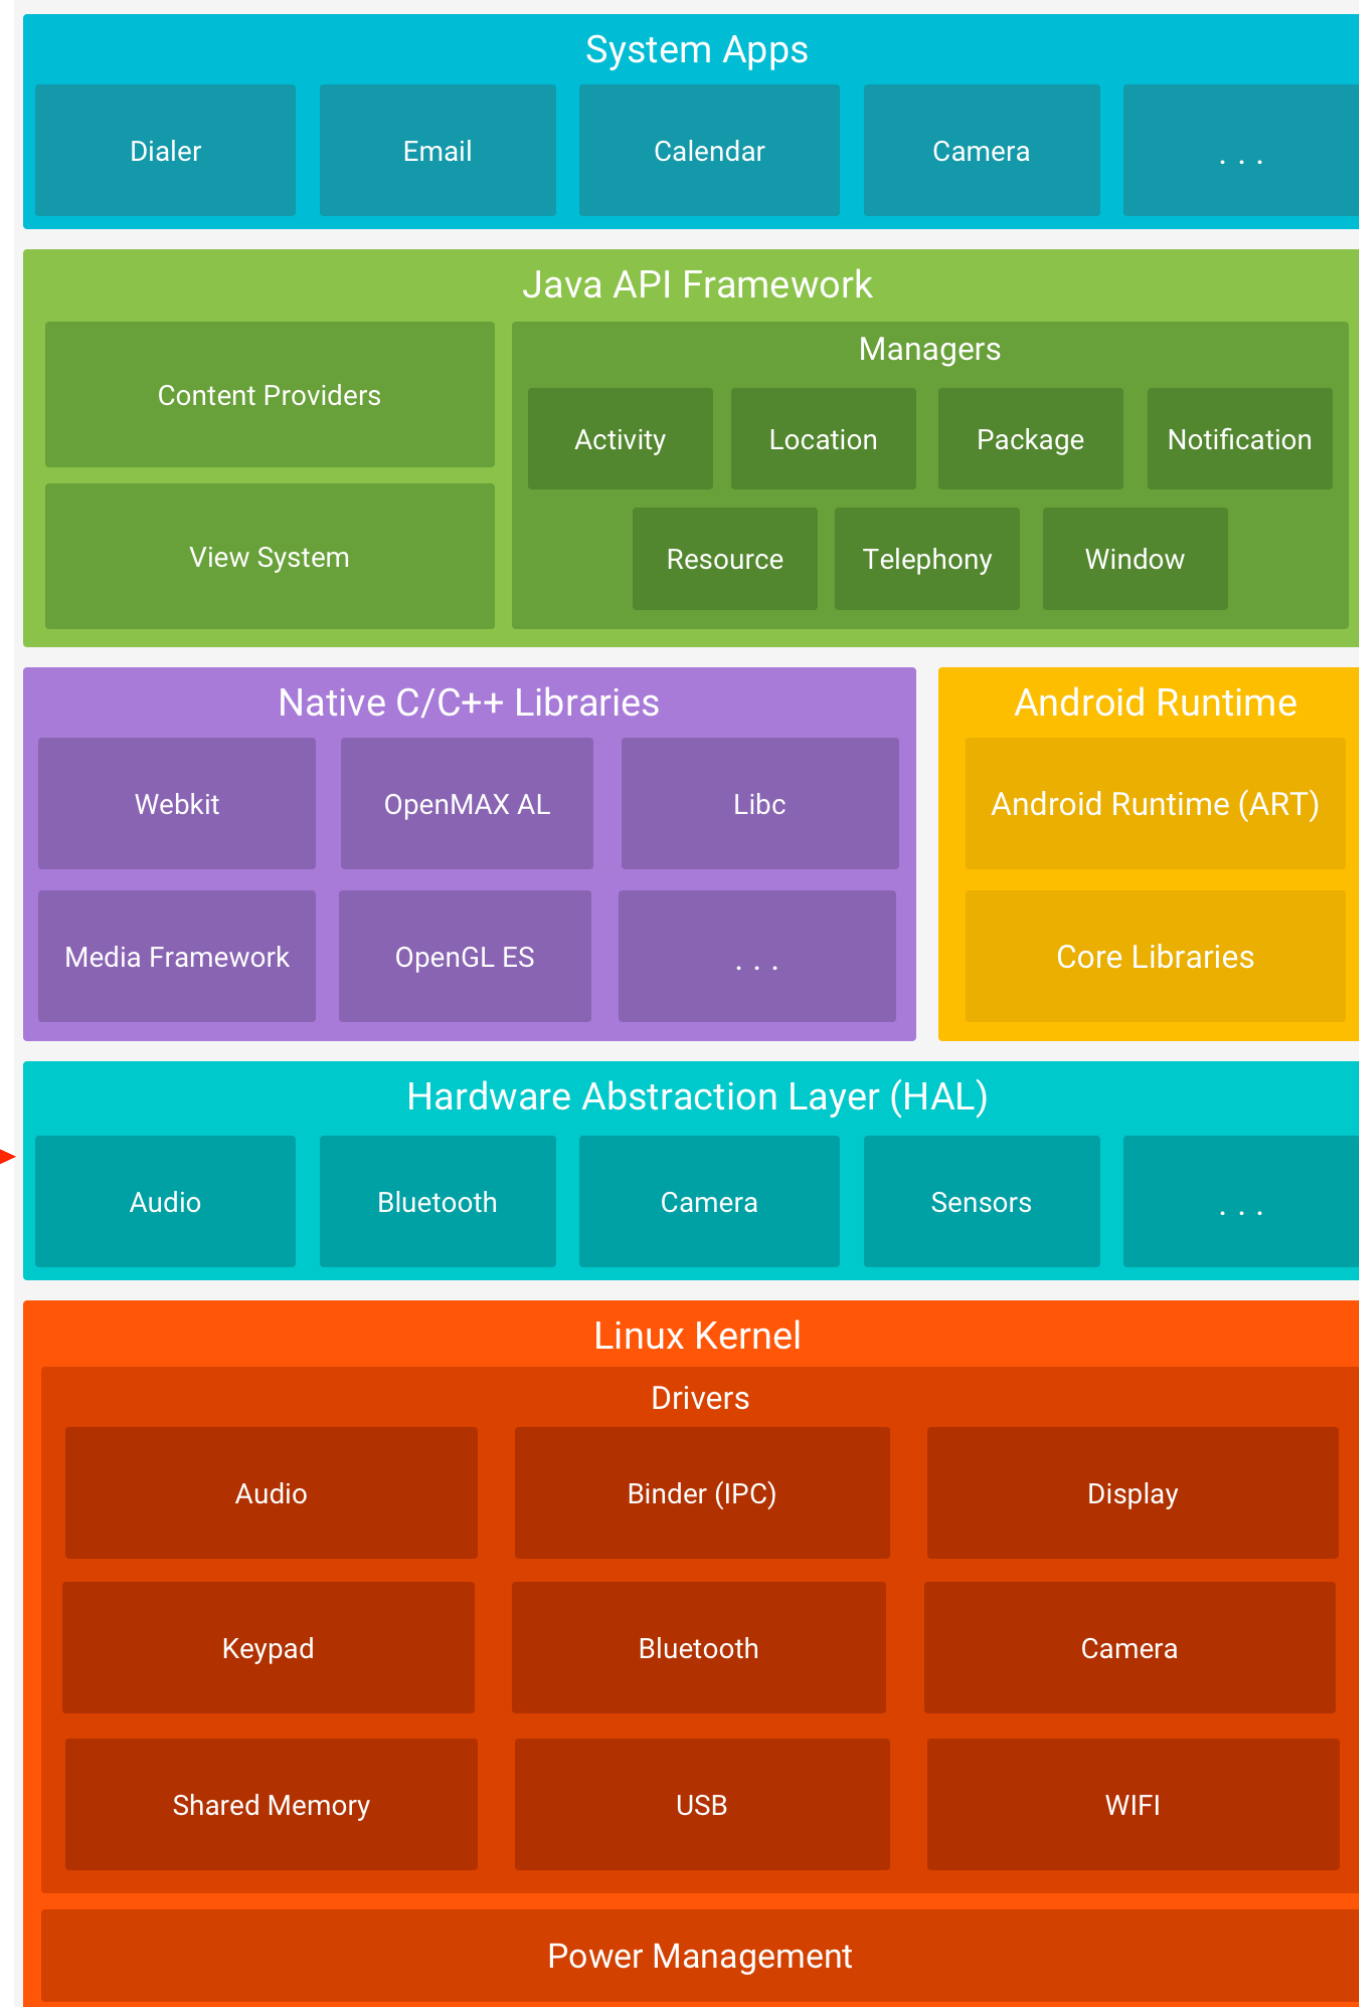 System Apps
Dialer
Email
Calendar
Camera
. . .
Java API Framework
Content Providers
View System
Managers
Activity
Location
Package
Notification
Resource
Telephony
Window
Native C/C++ Libraries
Webkit
OpenMAX AL
Libc
Media Framework
OpenGL ES
. . .
Android Runtime
Android Runtime (ART)
Core Libraries
Hardware Abstraction Layer (HAL)
Audio
Bluetooth
Camera
Sensors
. . .
Linux Kernel
Drivers
Audio
Binder (IPC)
Display
Keypad
Bluetooth
Camera
Shared Memory
USB
WIFI
Power Management